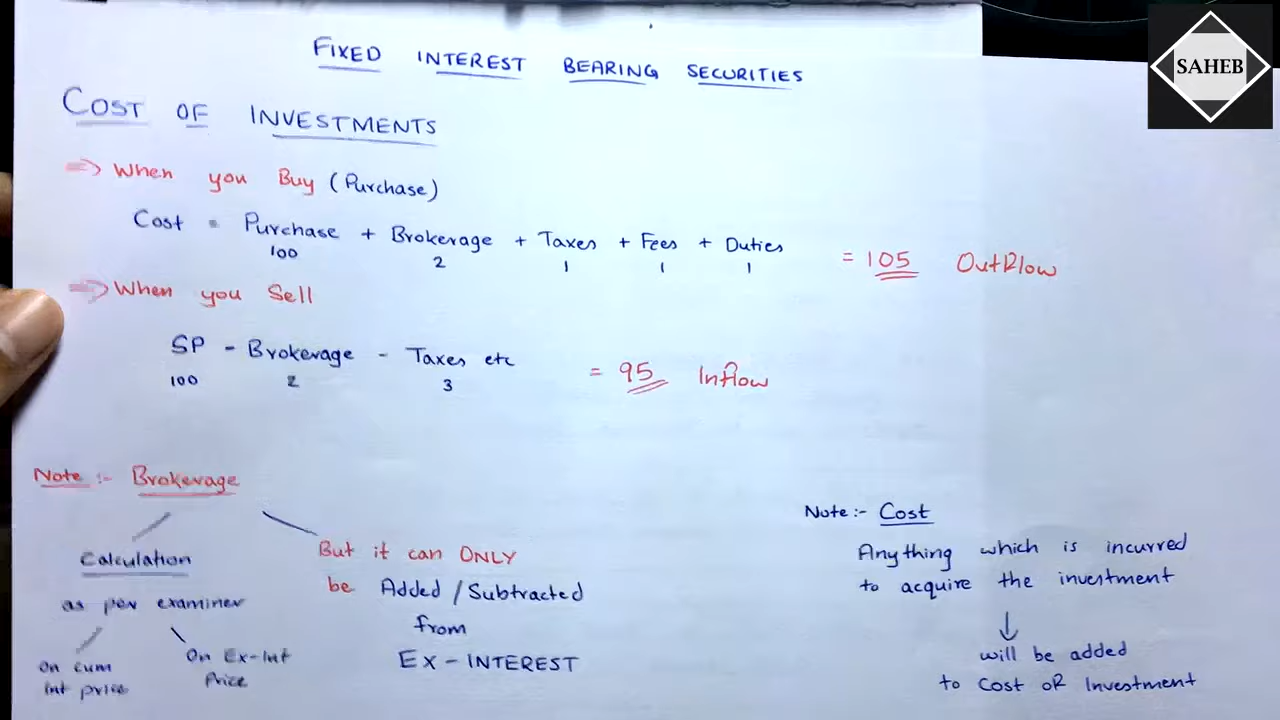 SAHEB
FIXED INTEREST BEARING SECURITIES
COST OF INVESTMENTS
⇒ When you Buy (Purchase)
Cost = Purchase + Brokerage + Taxes + Fees + Duties
100 2 1 1 1
= 105 Outflow
⇒ When you Sell
SP - Brokerage - Taxes etc
100 2 3
= 95 Inflow
Note :- Brokerage
Calculation
as per examiner
On cum
Int price
On Ex-Int
Price
But it can ONLY
be Added / Subtracted
from
EX - INTEREST
Note :- Cost
Anything which is incurred
to acquire the investment
↓
will be added
to Cost of Investment